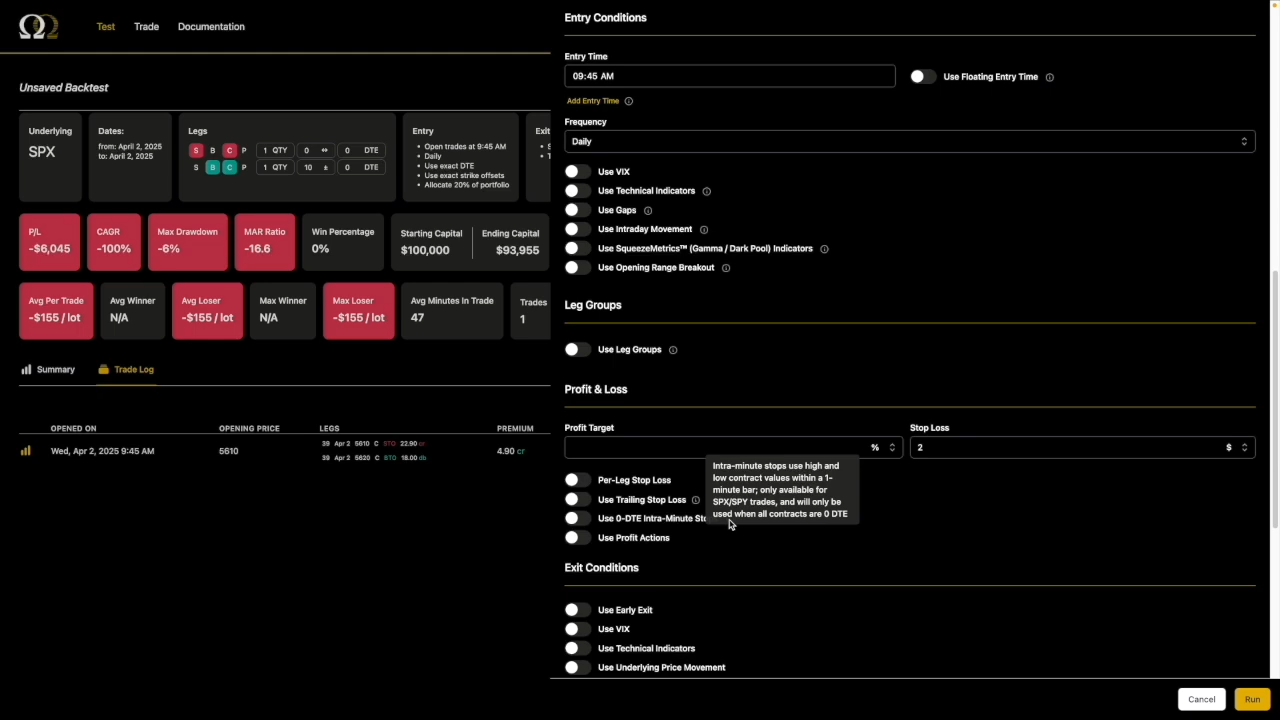 Test Trade Documentation
Unsaved Backtest
Underlying
SPX
Dates:
from: April 2, 2025
to: April 2, 2025
Legs
S B C P 1 QTY 0 ↔ 0 DTE
S B C P 1 QTY 10 ± 0 DTE
Entry
• Open trades at 9:45 AM
• Daily
• Use exact DTE
• Use exact strike offsets
• Allocate 20% of portfolio
Exit
P/L
-$6,045
CAGR
-100%
Max Drawdown
-6%
MAR Ratio
-16.6
Win Percentage
0%
Starting Capital
$100,000
Ending Capital
$93,955
Avg Per Trade
-$155 / lot
Avg Winner
N/A
Avg Loser
-$155 / lot
Max Winner
N/A
Max Loser
-$155 / lot
Avg Minutes In Trade
47
Trades
1
Summary Trade Log
OPENED ON OPENING PRICE LEGS PREMIUM
Wed, Apr 2, 2025 9:45 AM 5610
39 Apr 2 5610 C STO 22.90 cr
39 Apr 2 5620 C BTO 18.00 db
4.90 cr
Entry Conditions
Entry Time
09:45 AM
Use Floating Entry Time
Add Entry Time
Frequency
Daily
Use VIX
Use Technical Indicators
Use Gaps
Use Intraday Movement
Use SqueezeMetrics™ (Gamma / Dark Pool) Indicators
Use Opening Range Breakout
Leg Groups
Use Leg Groups
Profit & Loss
Profit Target
%
Stop Loss
2 $
Per-Leg Stop Loss
Use Trailing Stop Loss
Use 0-DTE Intra-Minute Sto
Use Profit Actions
Intra-minute stops use high and
low contract values within a 1-
minute bar; only available for
SPX/SPY trades, and will only be
used when all contracts are 0 DTE
Exit Conditions
Use Early Exit
Use VIX
Use Technical Indicators
Use Underlying Price Movement
Cancel Run